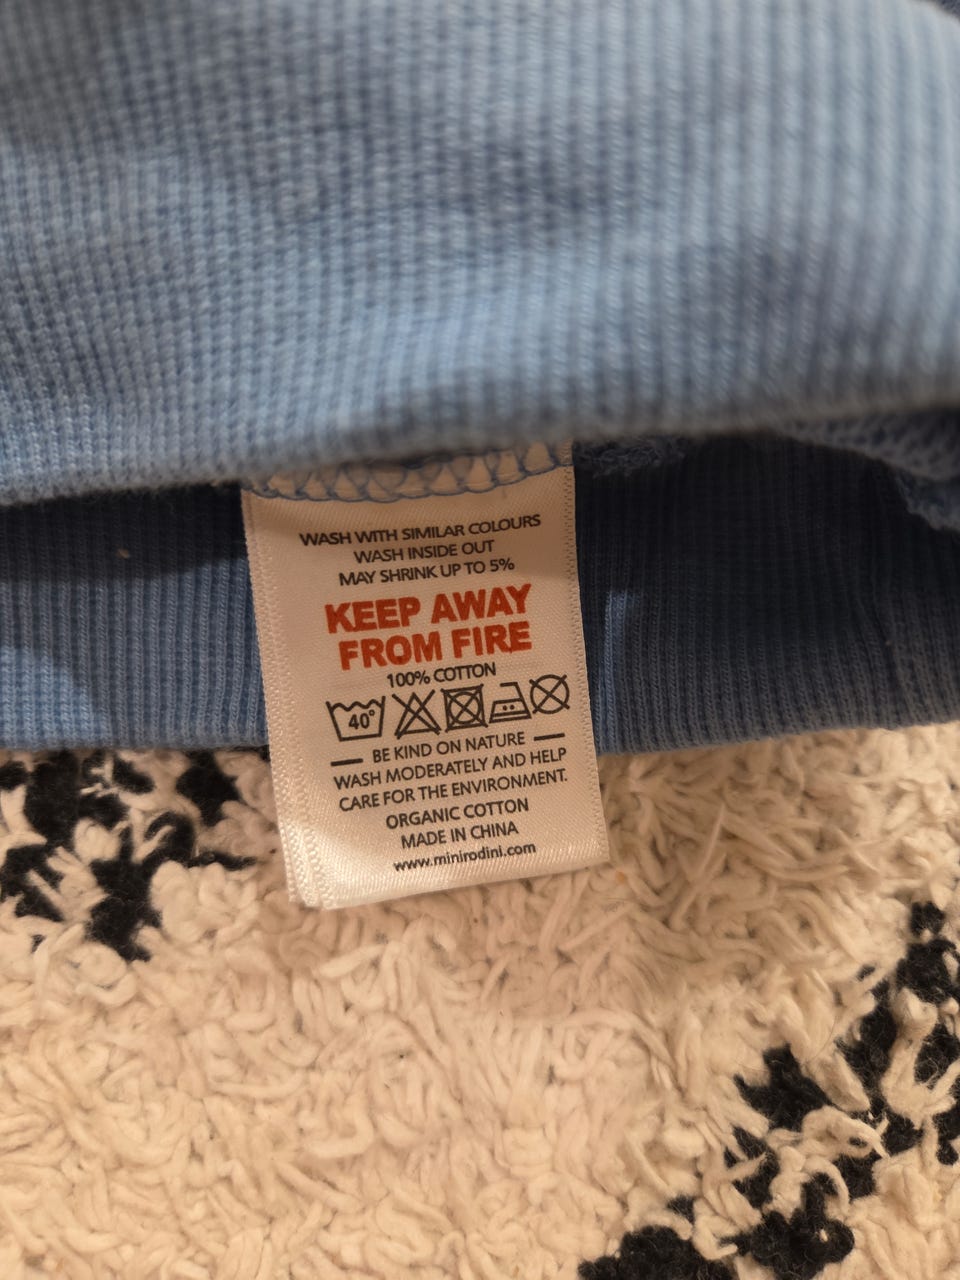 WASH WITH SIMILAR COLOURS
WASH INSIDE OUT
MAY SHRINK UP TO 5%
KEEP AWAY
FROM FIRE
100% COTTON
40°
BE KIND ON NATURE
WASH MODERATELY AND HELP
CARE FOR THE ENVIRONMENT.
ORGANIC COTTON
MADE IN CHINA
www.minirodini.com